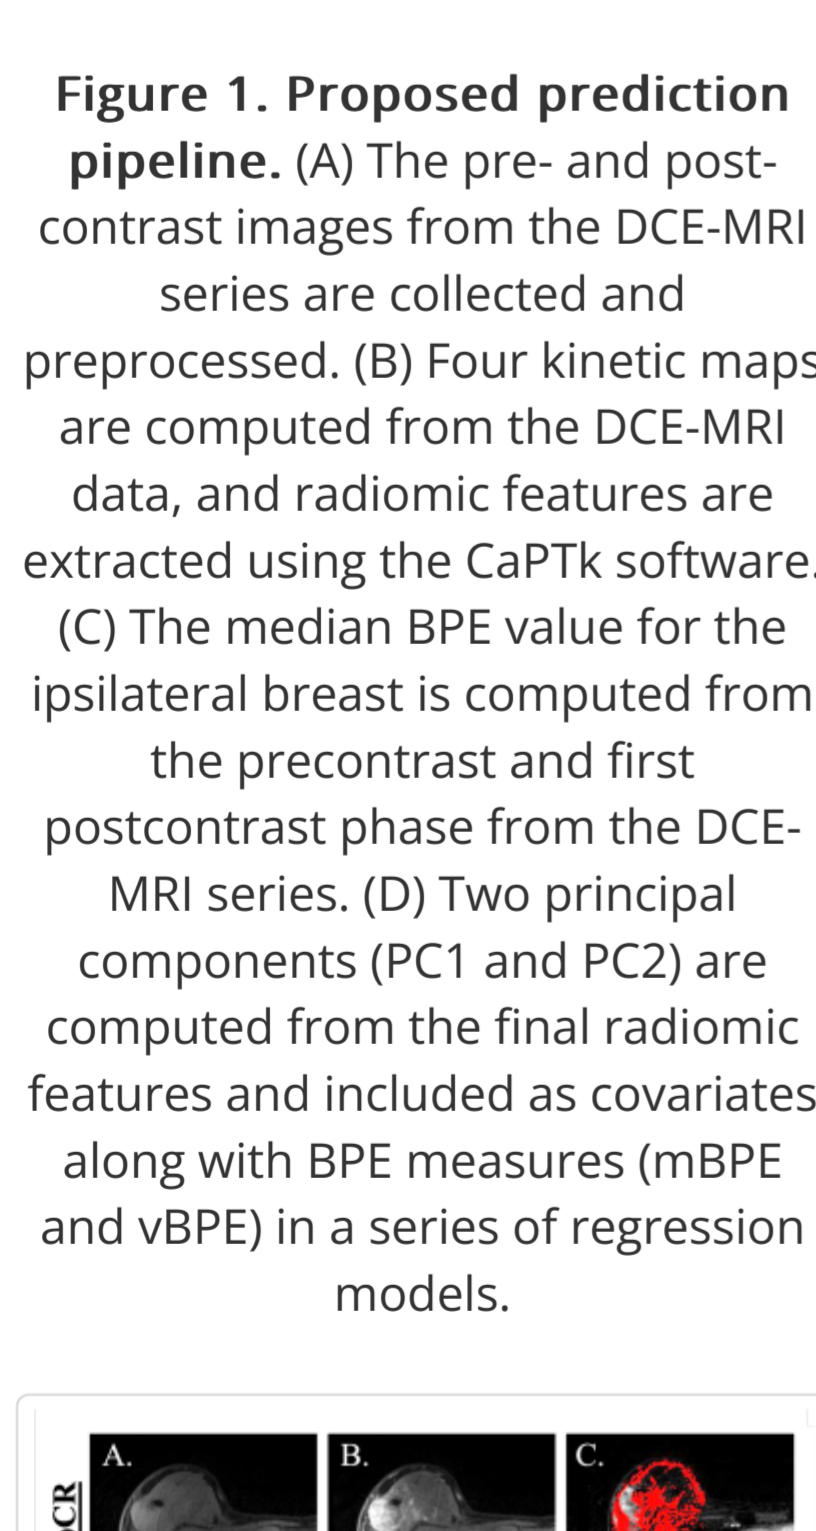 Figure 1. Proposed prediction
pipeline. (A) The pre- and post-
contrast images from the DCE-MRI
series are collected and
preprocessed. (B) Four kinetic maps
are computed from the DCE-MRI
data, and radiomic features are
extracted using the CaPTk software.
(C) The median BPE value for the
ipsilateral breast is computed from
the precontrast and first
postcontrast phase from the DCE-
MRI series. (D) Two principal
components (PC1 and PC2) are
computed from the final radiomic
features and included as covariates
along with BPE measures (mBPE
and vBPE) in a series of regression
models.
A. B. C.